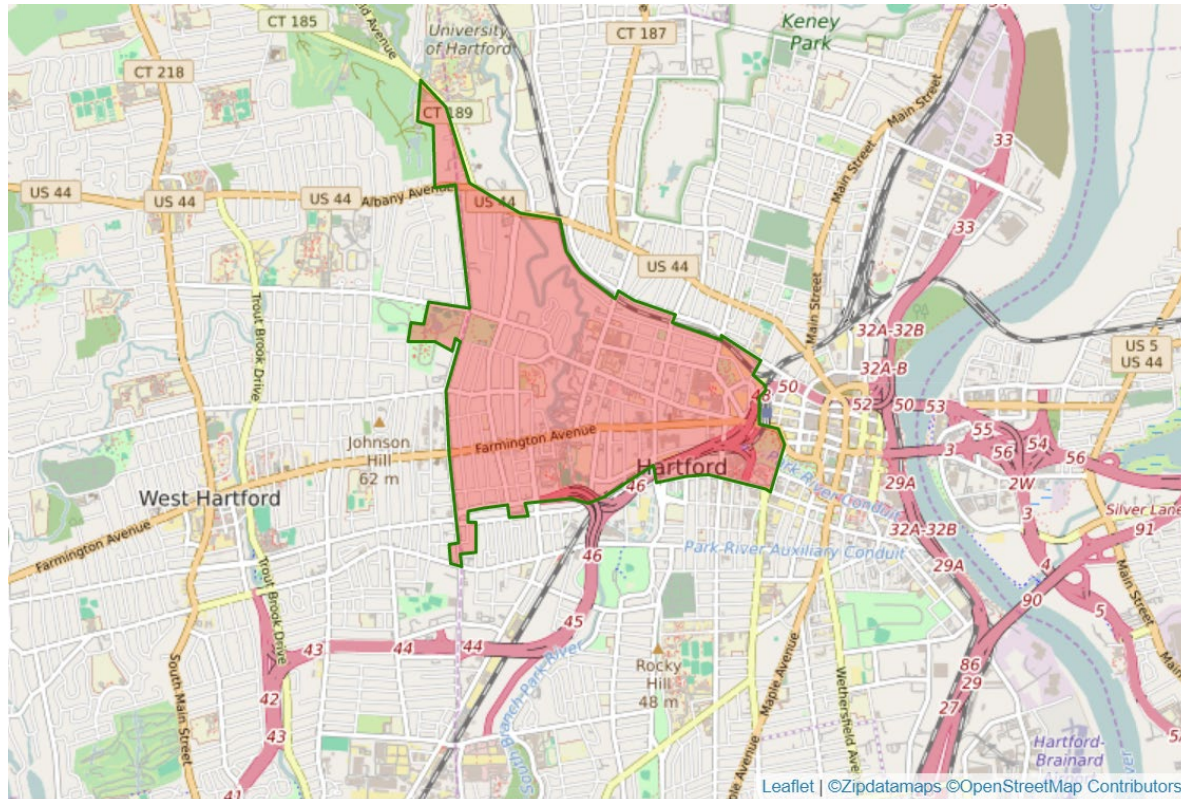 CT 185
field Avenue
University
of Hartford
CT 187
Keney
Park
CT 218
CT 189
Main Street
Main Street
33
33
US 44
US 44
US 44
Albany Avenue
US 44
US 44
Main Street
Trout Brook Drive
32A-32B
32A-B
US 5
US 44
50
52
50
53
55
54
3
56
56
2W
Johnson
Hill
62 m
Farmington Avenue
Hartford
46
Park River Conduit
29A
3
Silver Lane
91
West Hartford
Farmington Avenue
32A-32B
Park River Auxiliary Conduit
29A
46
4
90
5
Main Street
Trout Brook Drive
45
43
44
44
South Branch Park River
Rocky
Hill
48 m
Maple Avenue
Wethersfield Ave
86
29
27
42
43
41
South Main Street
Hartford-
Brainard
Leaflet | ©Zipdatamaps ©OpenStreetMap Contributors